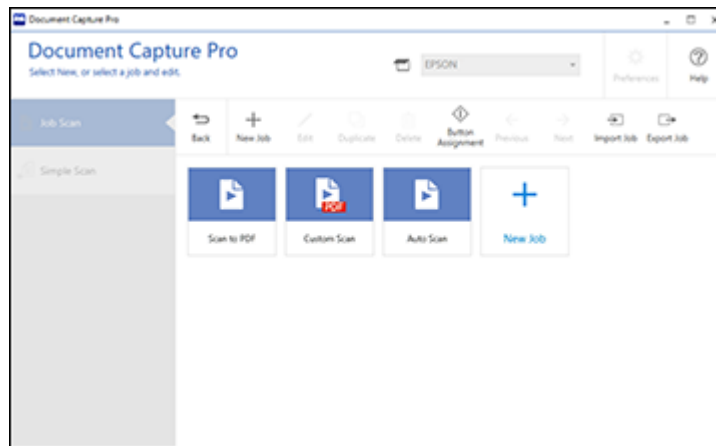 Document Capture Pro
Document Capture Pro
Select New, or select a job and edit.
EPSON
Preferences
Help
Job Scan
Simple Scan
Back
New Job
Edit
Duplicate
Delete
Button
Assignment
Previous
Next
Import Job
Export Job
Scan to PDF
PDF
Custom Scan
Auto Scan
New Job